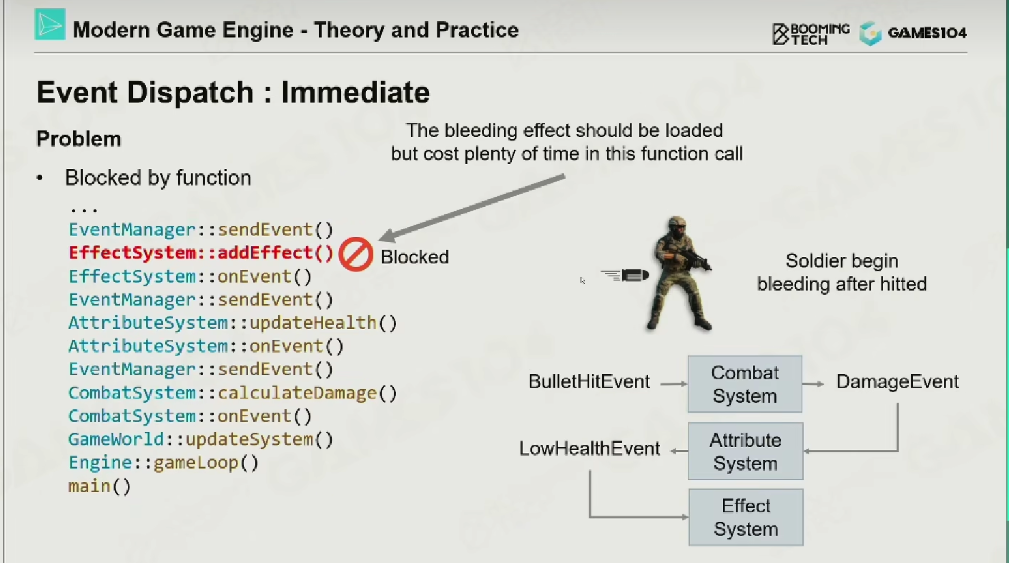 Modern Game Engine - Theory and Practice
BOOMING
TECH
GAMES104
Event Dispatch : Immediate
Problem
The bleeding effect should be loaded
but cost plenty of time in this function call
• Blocked by function
...
EventManager::sendEvent()
EffectSystem::addEffect()
Blocked
EffectSystem::onEvent()
EventManager::sendEvent()
AttributeSystem::updateHealth()
AttributeSystem::onEvent()
EventManager::sendEvent()
CombatSystem::calculateDamage()
CombatSystem::onEvent()
GameWorld::updateSystem()
Engine::gameLoop()
main()
Soldier begin
bleeding after hitted
BulletHitEvent
Combat
System
DamageEvent
LowHealthEvent
Attribute
System
Effect
System